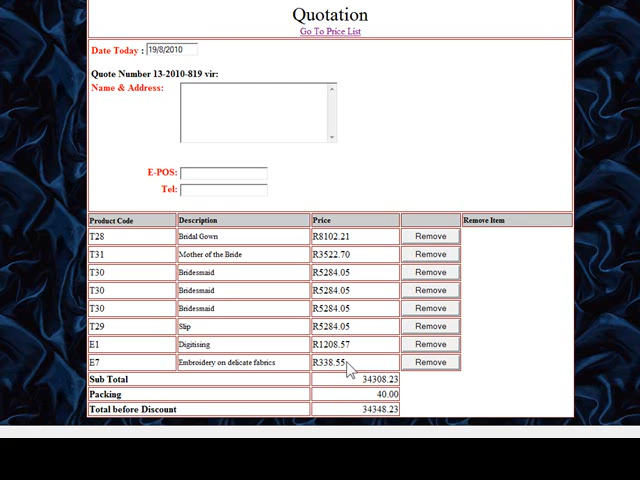 Quotation
Go To Price List
Date Today : 19/8/2010
Quote Number 13-2010-819 vir:
Name & Address:
E-POS:
Tel:
Product Code Description Price Remove Item
T28 Bridal Gown R8102.21 Remove
T31 Mother of the Bride R3522.70 Remove
T30 Bridesmaid R5284.05 Remove
T30 Bridesmaid R5284.05 Remove
T30 Bridesmaid R5284.05 Remove
T29 Slip R5284.05 Remove
E1 Digitising R1208.57 Remove
E7 Embroidery on delicate fabrics R338.55 Remove
Sub Total 34308.23
Packing 40.00
Total before Discount 34348.23